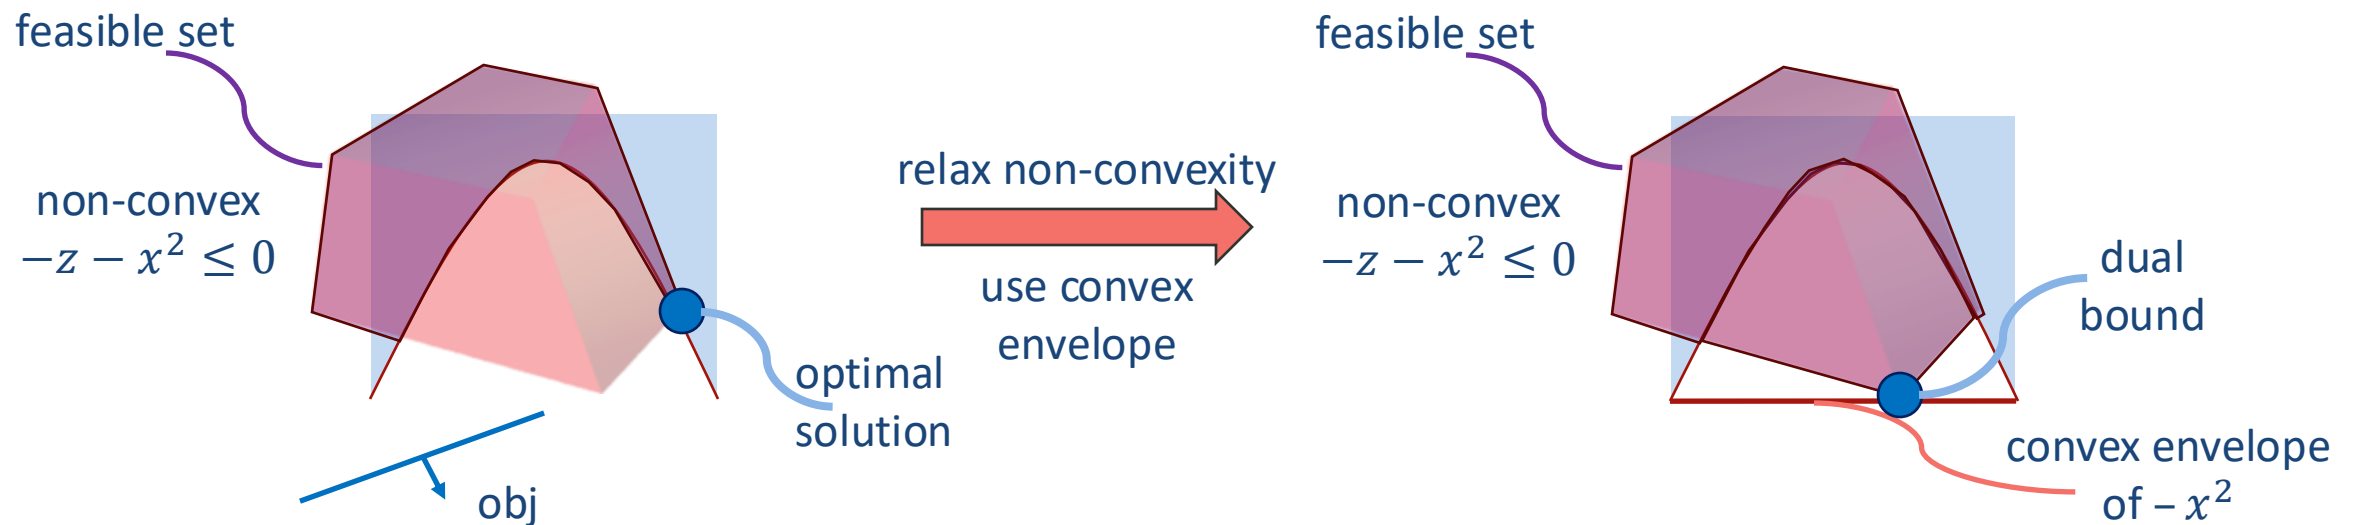 feasible set
non-convex
−z − x² ≤ 0
optimal
solution
obj
relax non-convexity
use convex
envelope
feasible set
non-convex
−z − x² ≤ 0
dual
bound
convex envelope
of − x²